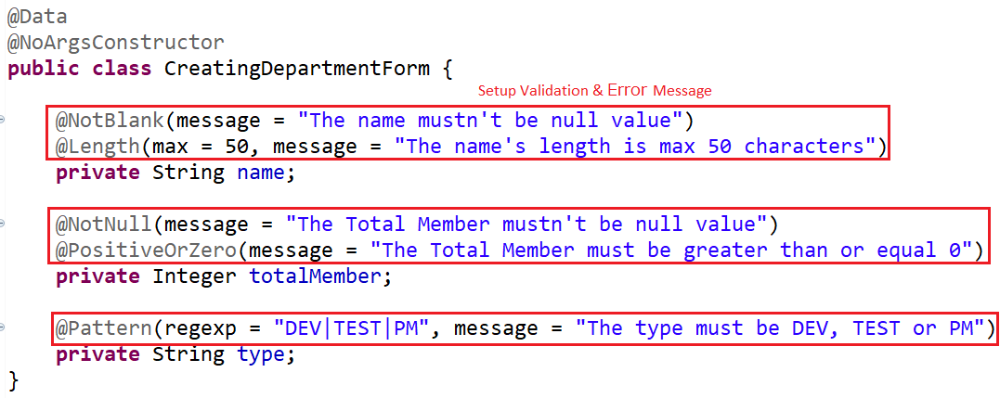 @Data
@NoArgsConstructor
public class CreatingDepartmentForm {
Setup Validation & Error Message
@NotBlank(message = "The name mustn't be null value")
@Length(max = 50, message = "The name's length is max 50 characters")
private String name;
@NotNull(message = "The Total Member mustn't be null value")
@PositiveOrZero(message = "The Total Member must be greater than or equal 0")
private Integer totalMember;
@Pattern(regexp = "DEV|TEST|PM", message = "The type must be DEV, TEST or PM")
private String type;
}